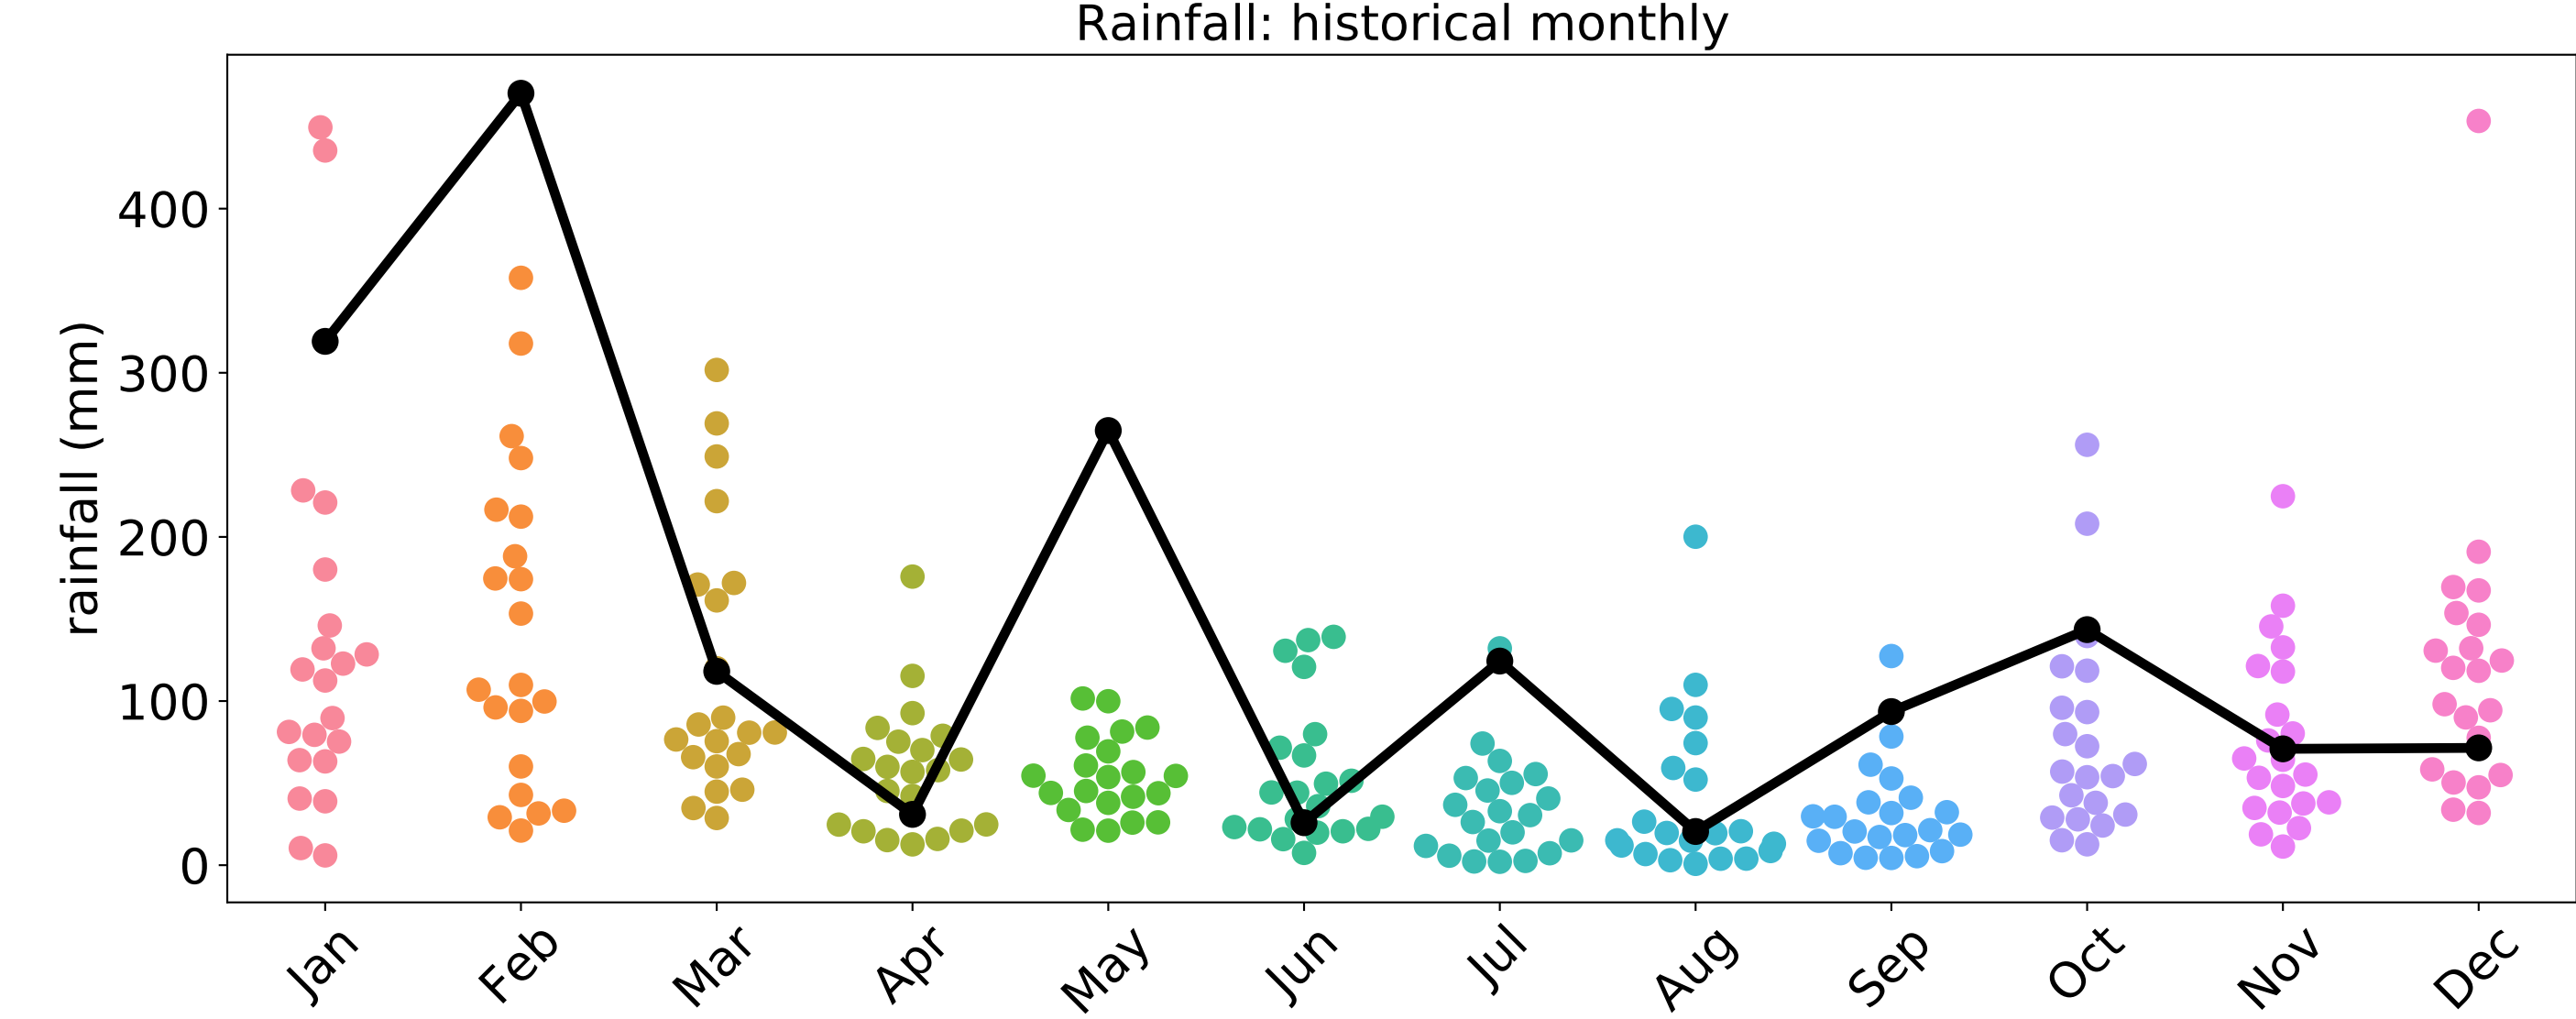 Rainfall: historical monthly
rainfall (mm)
400
300
200
100
0
Jan Feb Mar Apr May Jun Jul Aug Sep Oct Nov Dec